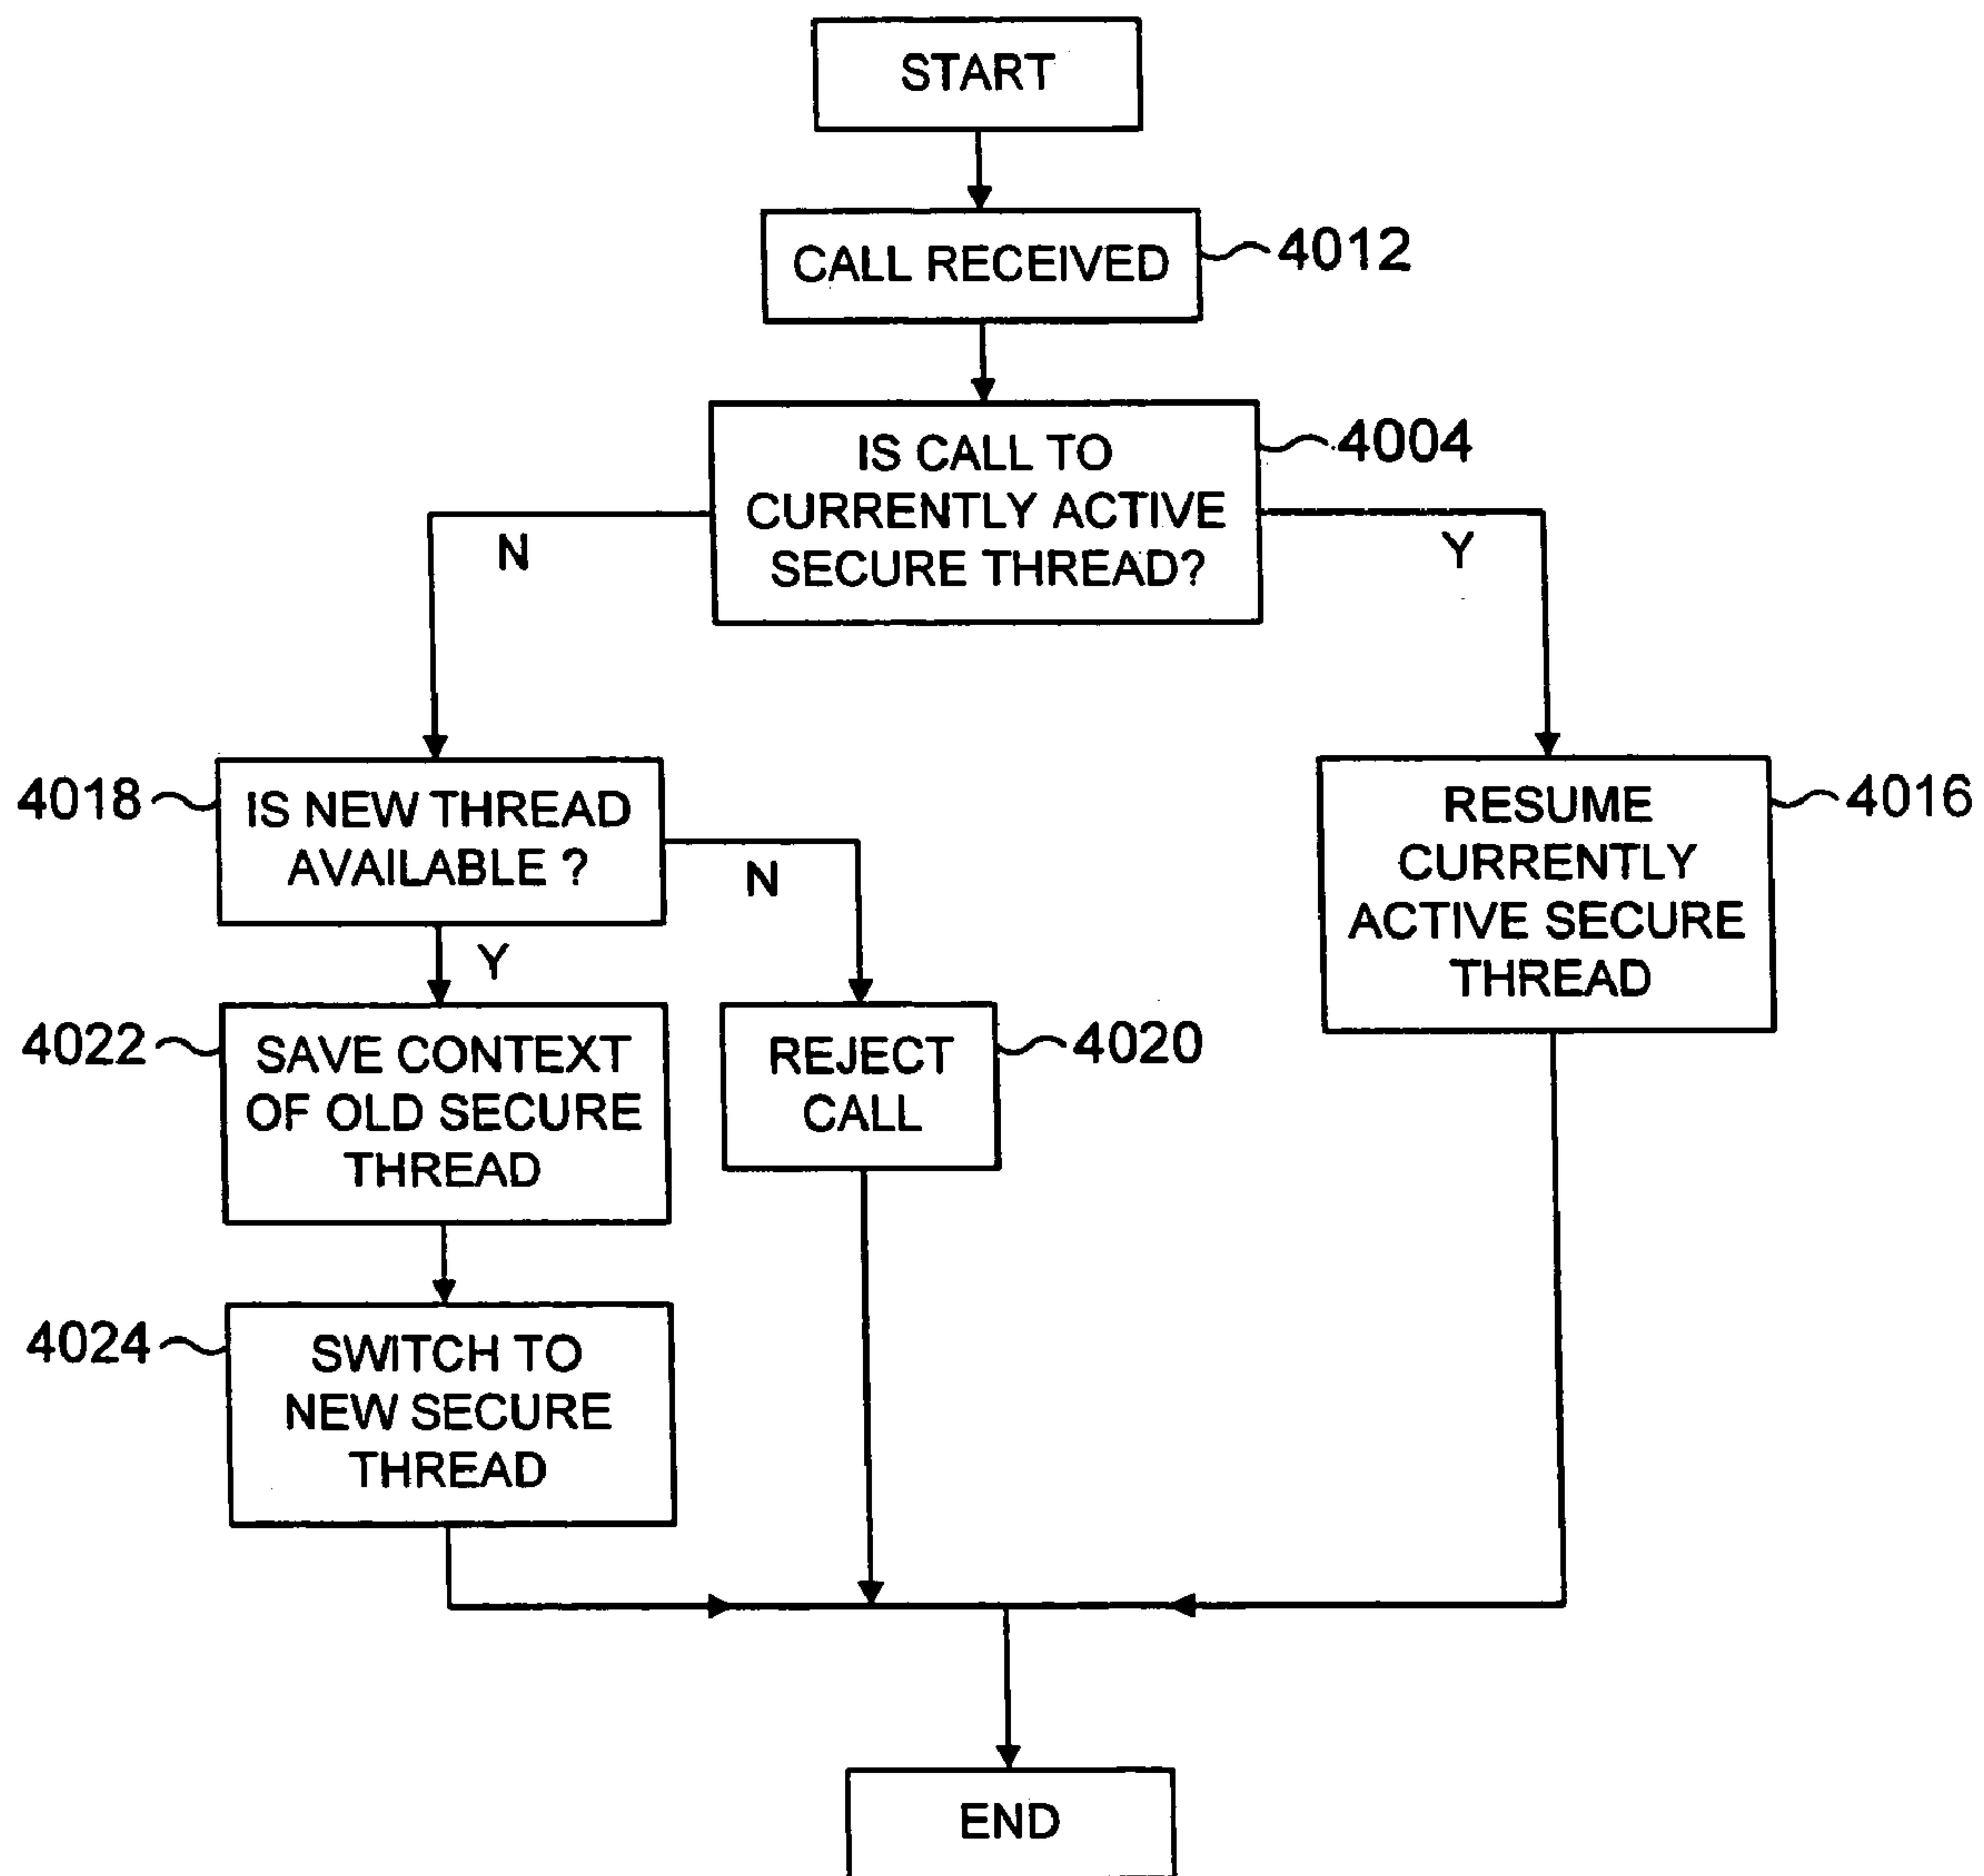 START
CALL RECEIVED
4012
IS CALL TO
CURRENTLY ACTIVE
SECURE THREAD?
4004
N
Y
4018
IS NEW THREAD
AVAILABLE ?
N
Y
RESUME
CURRENTLY
ACTIVE SECURE
THREAD
4016
4022
SAVE CONTEXT
OF OLD SECURE
THREAD
REJECT
CALL
4020
4024
SWITCH TO
NEW SECURE
THREAD
END